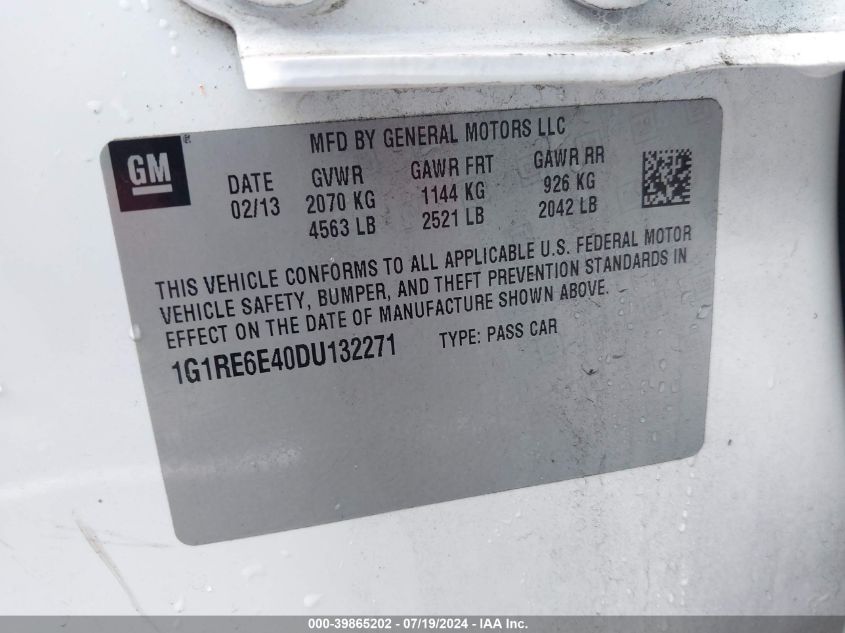 MFD BY GENERAL MOTORS LLC
GM
DATE GVWR GAWR FRT GAWR RR
02/13 2070 KG 1144 KG 926 KG
4563 LB 2521 LB 2042 LB
THIS VEHICLE CONFORMS TO ALL APPLICABLE U.S. FEDERAL MOTOR
VEHICLE SAFETY, BUMPER, AND THEFT PREVENTION STANDARDS IN
EFFECT ON THE DATE OF MANUFACTURE SHOWN ABOVE.
1G1RE6E40DU132271 TYPE: PASS CAR
000-39865202 - 07/19/2024 - IAA Inc.